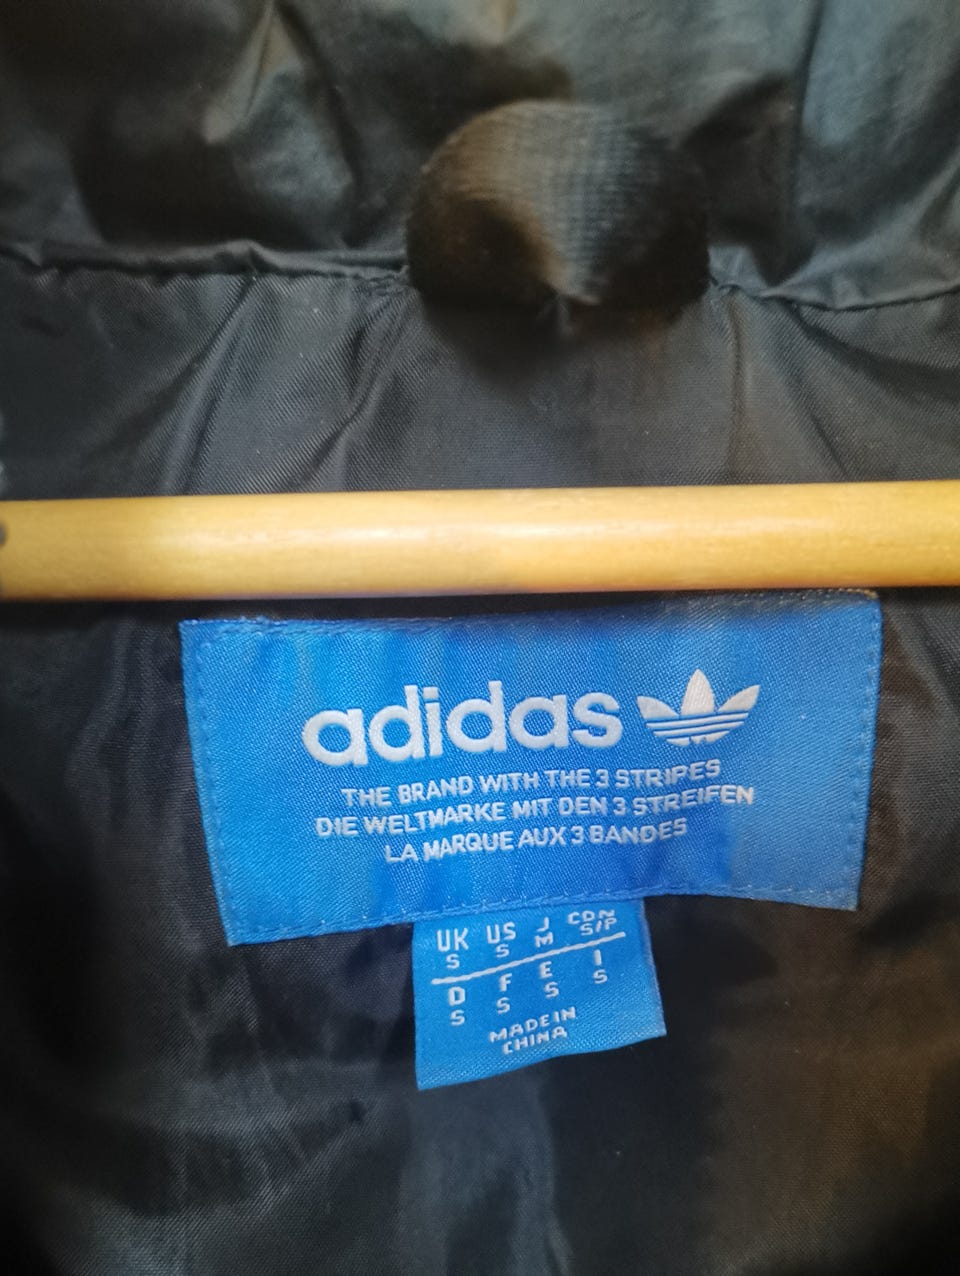 adidas
THE BRAND WITH THE 3 STRIPES
DIE WELTMARKE MIT DEN 3 STREIFEN
LA MARQUE AUX 3 BANDES
UK US J CDN
S S M S/P
D F E I
S S S S
MADE IN
CHINA